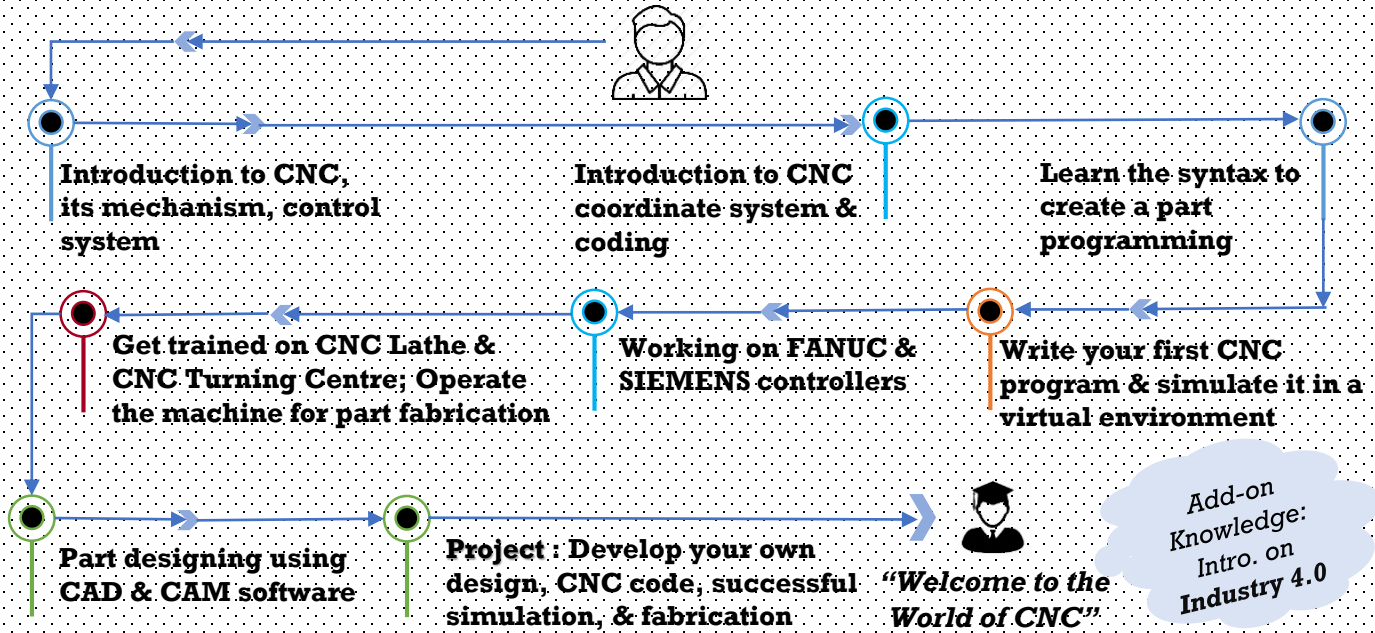 Introduction to CNC,
its mechanism, control
system
Introduction to CNC
coordinate system &
coding
Learn the syntax to
create a part
programming
Write your first CNC
program & simulate it in a
virtual environment
Working on FANUC &
SIEMENS controllers
Get trained on CNC Lathe &
CNC Turning Centre; Operate
the machine for part fabrication
Part designing using
CAD & CAM software
Project : Develop your own
design, CNC code, successful
simulation, & fabrication
“Welcome to the
World of CNC”
Add-on
Knowledge:
Intro. on
Industry 4.0